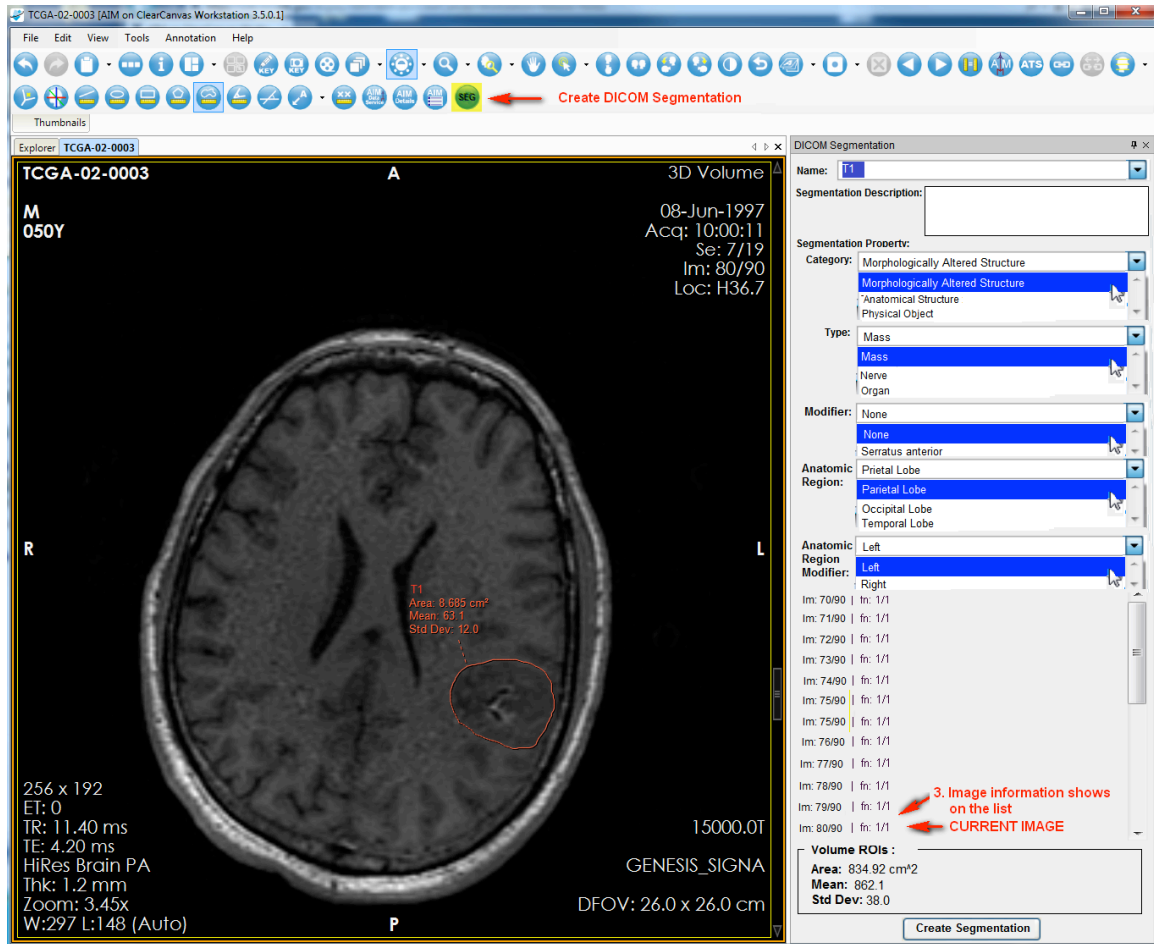 TCGA-02-0003 [AIM on ClearCanvas Workstation 3.5.0.1]
File Edit View Tools Annotation Help
KEY KEY AIM ATS
AIM Data Service AIM Details AIM SEG Create DICOM Segmentation
Thumbnails
Explorer TCGA-02-0003
TCGA-02-0003
A
3D Volume
M
050Y
08-Jun-1997
Acq: 10:00:11
Se: 7/19
Im: 80/90
Loc: H36.7
R
L
T1
Area: 8.685 cm²
Mean: 63.1
Std Dev: 12.0
256 x 192
ET: 0
TR: 11.40 ms
TE: 4.20 ms
HiRes Brain PA
Thk: 1.2 mm
Zoom: 3.45x
W:297 L:148 (Auto)
P
15000.0T
GENESIS_SIGNA
DFOV: 26.0 x 26.0 cm
DICOM Segmentation
Name: T1
Segmentation Description:
Segmentation Property:
Category: Morphologically Altered Structure
Morphologically Altered Structure
Anatomical Structure
Physical Object
Type: Mass
Mass
Nerve
Organ
Modifier: None
None
Serratus anterior
Anatomic Region: Prietal Lobe
Parietal Lobe
Occipital Lobe
Temporal Lobe
Anatomic Region Modifier: Left
Left
Right
Im: 70/90 | fn: 1/1
Im: 71/90 | fn: 1/1
Im: 72/90 | fn: 1/1
Im: 73/90 | fn: 1/1
Im: 74/90 | fn: 1/1
Im: 75/90 | fn: 1/1
Im: 75/90 | fn: 1/1
Im: 76/90 | fn: 1/1
Im: 77/90 | fn: 1/1
Im: 78/90 | fn: 1/1
Im: 79/90 | fn: 1/1
3. Image information shows
on the list
Im: 80/90 | fn: 1/1
CURRENT IMAGE
Volume ROIs :
Area: 834.92 cm^2
Mean: 862.1
Std Dev: 38.0
Create Segmentation